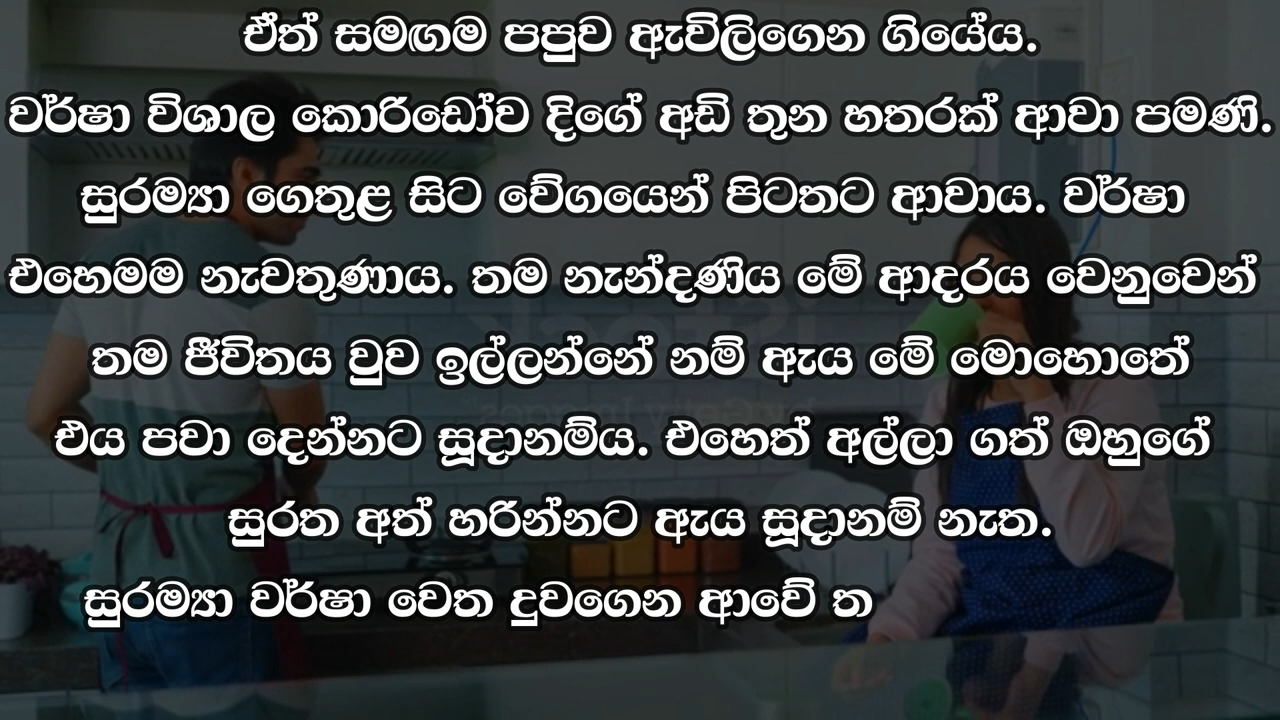 ඒත් සමඟම පපුව ඇවිලිගෙන ගියේය.
වර්ෂා විශාල කොරිඩෝව දිගේ අඩි තුන හතරක් ආවා පමණි.
සුරම්‍යා ගෙතුළ සිට වේගයෙන් පිටතට ආවාය. වර්ෂා
එහෙමම නැවතුණාය. තම නැන්දණිය මේ ආදරය වෙනුවෙන්
තම ජීවිතය වුව ඉල්ලන්නේ නම් ඇය මේ මොහොතේ
එය පවා දෙන්නට සූදානම්ය. එහෙත් අල්ලා ගත් ඔහුගේ
සුරත අත් හරින්නට ඇය සූදානම් නැත.
සුරම්‍යා වර්ෂා වෙත දුවගෙන ආවේ ත